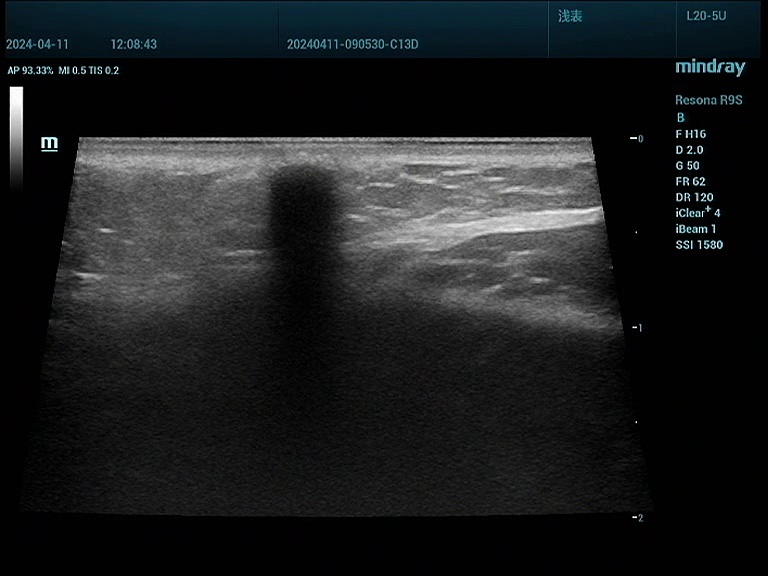 浅表
L20-5U
2024-04-11 12:08:43 20240411-090530-C13D
AP 93.33% MI 0.5 TIS 0.2
mindray
Resona R9S
m
B
F H16
D 2.0
G 50
FR 62
DR 120
iClear+ 4
iBeam 1
SSI 1580
0
1
2